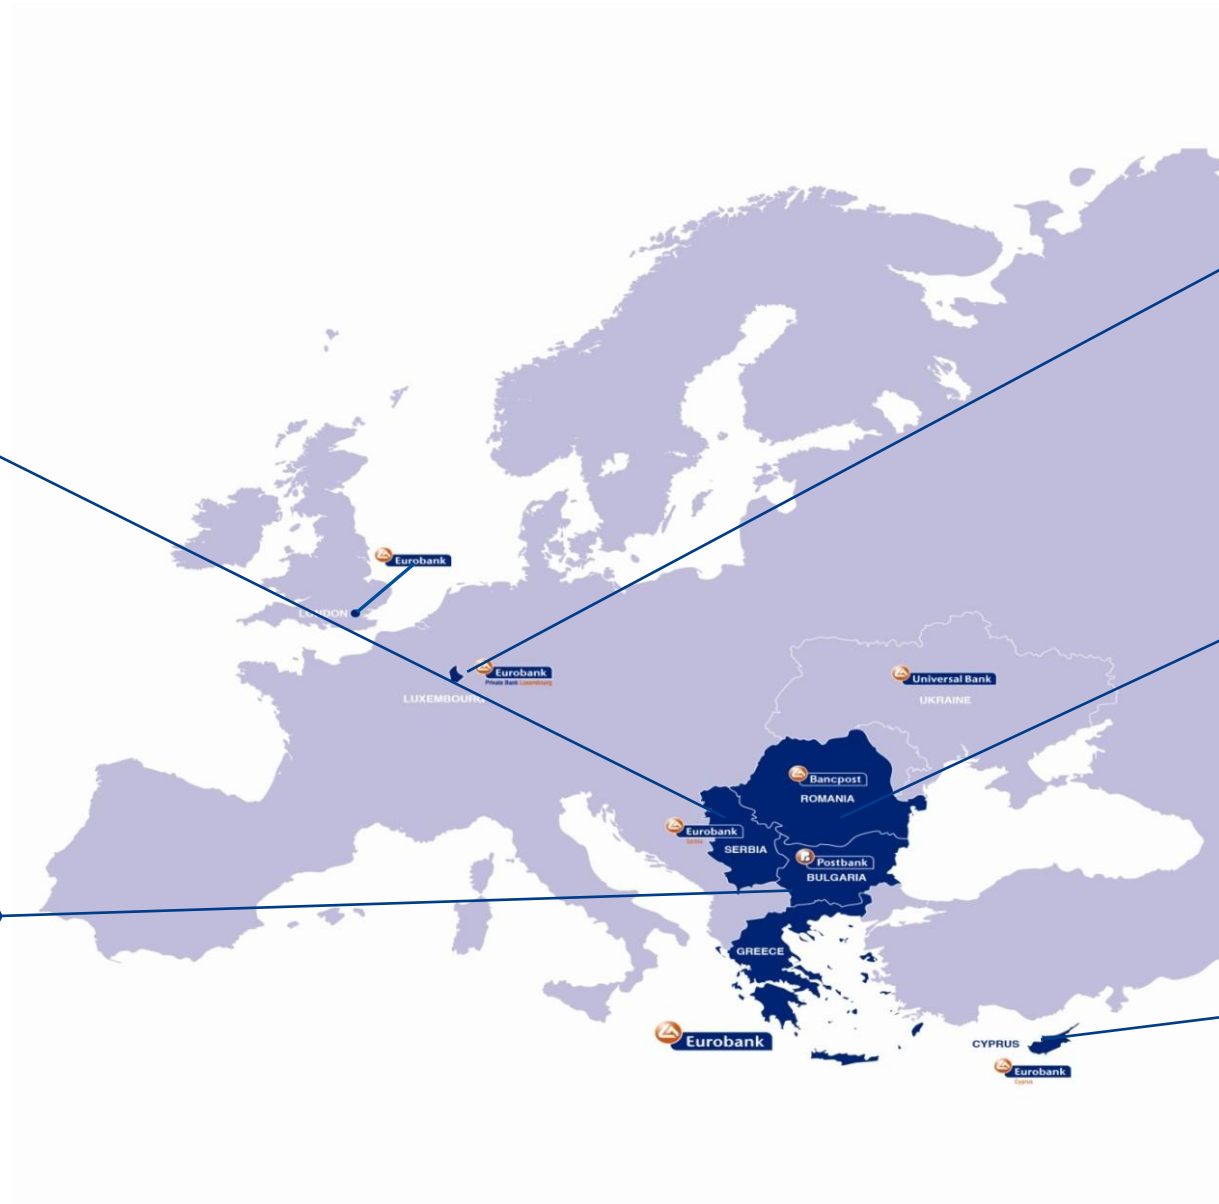 Eurobank
LONDON
Eurobank
Private Bank Luxembourg
LUXEMBOURG
Universal Bank
UKRAINE
Bancpost
ROMANIA
Eurobank
Serbia
SERBIA
Postbank
BULGARIA
GREECE
Eurobank
CYPRUS
Eurobank
Cyprus